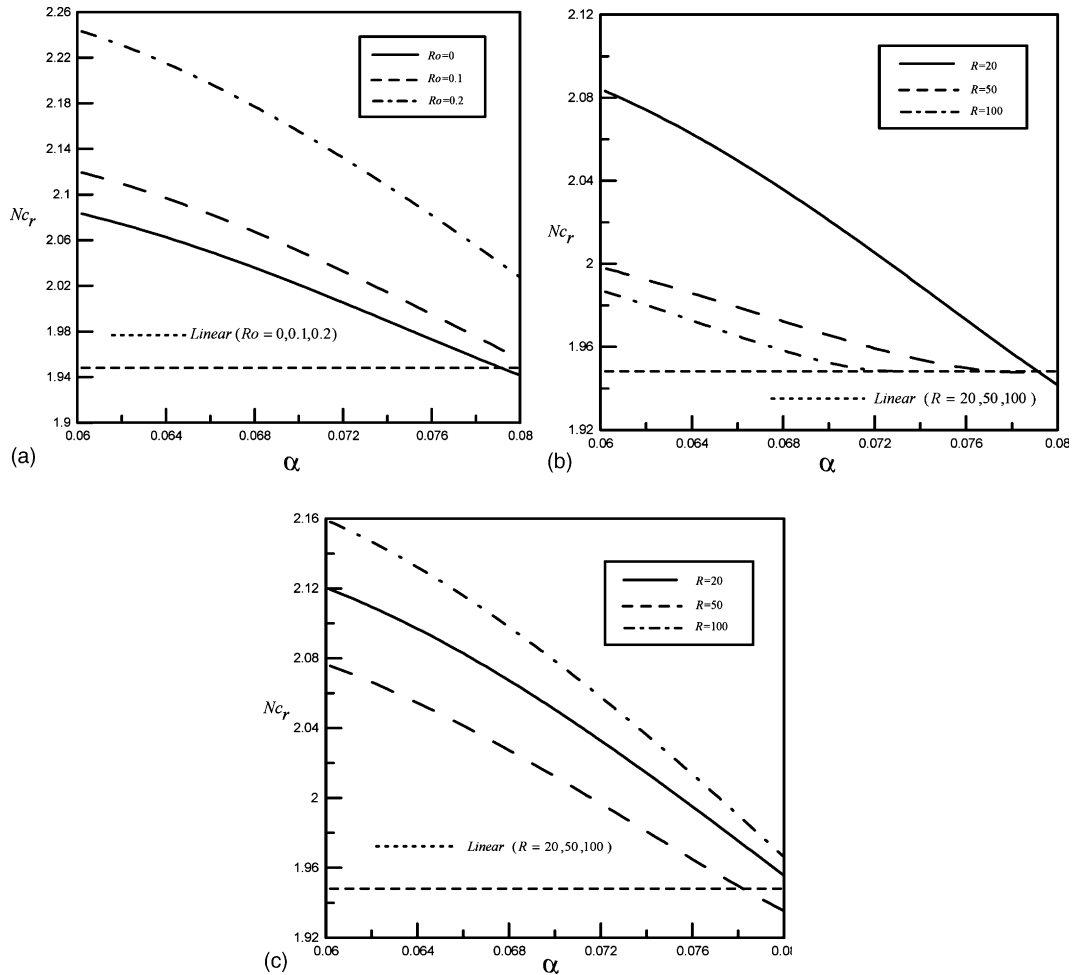 2.26
2.22
2.18
2.14
2.1
2.06
2.02
1.98
1.94
1.9
Nc_r
Ro=0
Ro=0.1
Ro=0.2
Linear (Ro = 0,0.1,0.2)
0.06 0.064 0.068 0.072 0.076 0.08
(a)
α
2.12
2.08
2.04
2
1.96
1.92
Nc_r
R=20
R=50
R=100
Linear (R = 20,50,100)
0.06 0.064 0.068 0.072 0.076 0.08
(b)
α
2.16
2.12
2.08
2.04
2
1.96
1.92
Nc_r
R=20
R=50
R=100
Linear (R = 20,50,100)
0.06 0.064 0.068 0.072 0.076 0.08
(c)
α